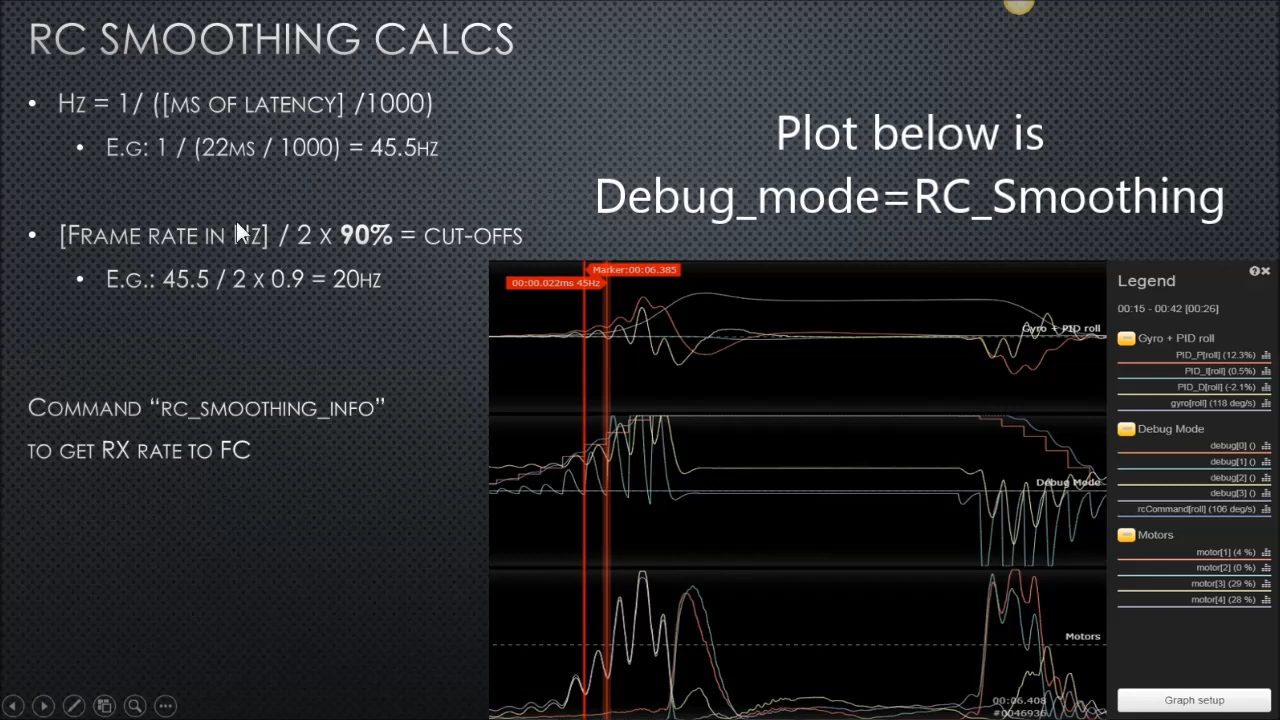 RC SMOOTHING CALCS
• HZ = 1/ ([MS OF LATENCY] /1000)
• E.G: 1 / (22MS / 1000) = 45.5HZ
• [FRAME RATE IN HZ] / 2 X 90% = CUT-OFFS
• E.G.: 45.5 / 2 X 0.9 = 20HZ
COMMAND “RC_SMOOTHING_INFO”
TO GET RX RATE TO FC
Plot below is
Debug_mode=RC_Smoothing
Marker:00:06.385
00:00.022ms 45Hz
Gyro + PID roll
Debug Mode
Motors
00:06.408
#0046936
Legend
00:15 - 00:42 [00:26]
Gyro + PID roll
PID_P[roll] (12.3%)
PID_I[roll] (0.5%)
PID_D[roll] (-2.1%)
gyro[roll] (118 deg/s)
Debug Mode
debug[0] ()
debug[1] ()
debug[2] ()
debug[3] ()
rcCommand[roll] (106 deg/s)
Motors
motor[1] (4 %)
motor[2] (0 %)
motor[3] (29 %)
motor[4] (28 %)
Graph setup